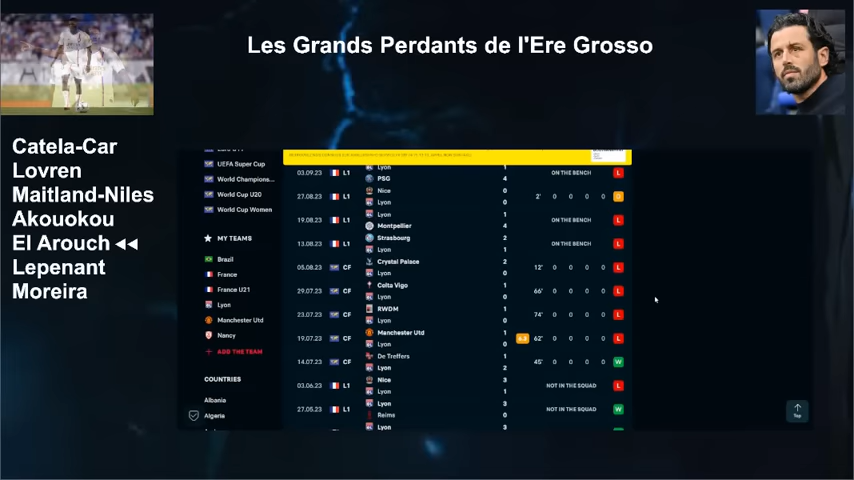 Les Grands Perdants de l'Ere Grosso
Catela-Car
Lovren
Maitland-Niles
Akouokou
El Arouch ◀◀
Lepenant
Moreira
UEFA Super Cup
World Champions...
World Cup U20
World Cup Women
MY TEAMS
Brazil
France
France U21
Lyon
Manchester Utd
Nancy
+ ADD THE TEAM
COUNTRIES
Albania
Algeria
Lyon 1
03.09.23 L1 PSG 4 ON THE BENCH L
Nice 0
27.08.23 L1 Lyon 0 2' 0 0 0 0 D
Lyon 1
19.08.23 L1 Montpellier 4 ON THE BENCH L
Strasbourg 2
13.08.23 L1 Lyon 1 ON THE BENCH L
Crystal Palace 2
05.08.23 CF Lyon 0 12' 0 0 0 0 L
Celta Vigo 1
29.07.23 CF Lyon 0 66' 0 0 0 0 L
RWDM 1
23.07.23 CF Lyon 0 74' 0 0 0 0 L
Manchester Utd 1
19.07.23 CF Lyon 0 62' 0 0 0 0 L
De Treffers 1
14.07.23 CF Lyon 2 45' 0 0 0 0 W
Nice 3
03.06.23 L1 Lyon 1 NOT IN THE SQUAD L
Lyon 3
27.05.23 L1 Reims 0 NOT IN THE SQUAD W
Lyon 3
Top